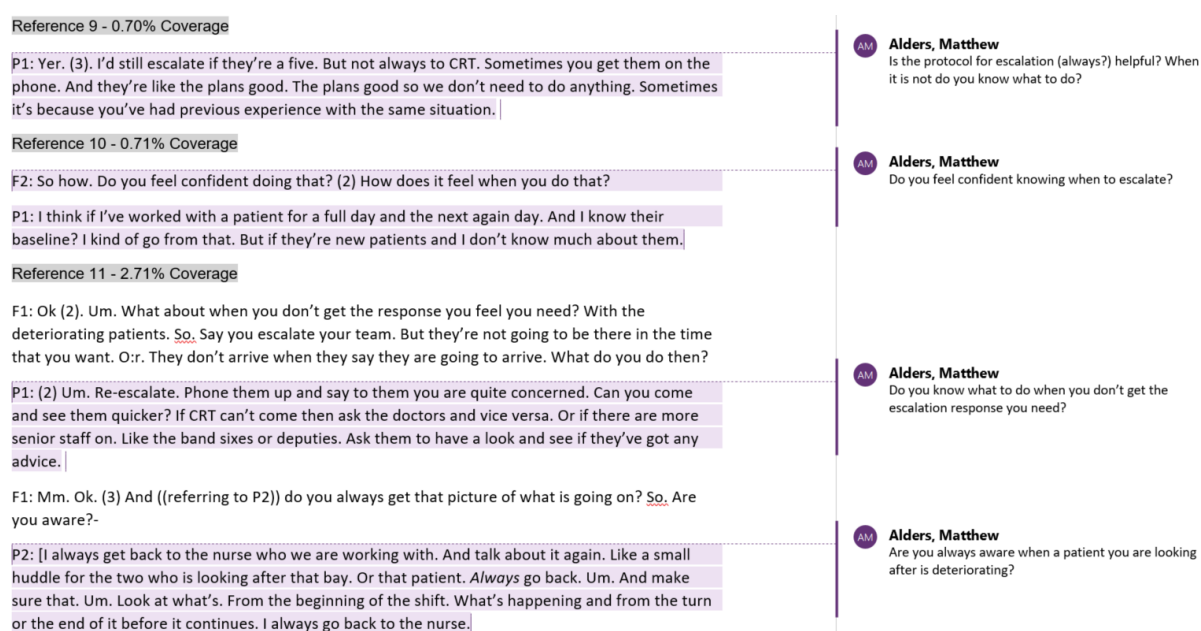 Reference 9 - 0.70% Coverage
P1: Yer. (3). I’d still escalate if they’re a five. But not always to CRT. Sometimes you get them on the
phone. And they’re like the plans good. The plans good so we don’t need to do anything. Sometimes
it’s because you’ve had previous experience with the same situation.
AM
Alders, Matthew
Is the protocol for escalation (always?) helpful? When
it is not do you know what to do?
Reference 10 - 0.71% Coverage
F2: So how. Do you feel confident doing that? (2) How does it feel when you do that?
P1: I think if I’ve worked with a patient for a full day and the next again day. And I know their
baseline? I kind of go from that. But if they’re new patients and I don’t know much about them.
AM
Alders, Matthew
Do you feel confident knowing when to escalate?
Reference 11 - 2.71% Coverage
F1: Ok (2). Um. What about when you don’t get the response you feel you need? With the
deteriorating patients. So. Say you escalate your team. But they’re not going to be there in the time
that you want. O:r. They don’t arrive when they say they are going to arrive. What do you do then?
P1: (2) Um. Re-escalate. Phone them up and say to them you are quite concerned. Can you come
and see them quicker? If CRT can’t come then ask the doctors and vice versa. Or if there are more
senior staff on. Like the band sixes or deputies. Ask them to have a look and see if they’ve got any
advice.
AM
Alders, Matthew
Do you know what to do when you don’t get the
escalation response you need?
F1: Mm. Ok. (3) And ((referring to P2)) do you always get that picture of what is going on? So. Are
you aware?-
P2: [I always get back to the nurse who we are working with. And talk about it again. Like a small
huddle for the two who is looking after that bay. Or that patient. Always go back. Um. And make
sure that. Um. Look at what’s. From the beginning of the shift. What’s happening and from the turn
or the end of it before it continues. I always go back to the nurse.
AM
Alders, Matthew
Are you always aware when a patient you are looking
after is deteriorating?